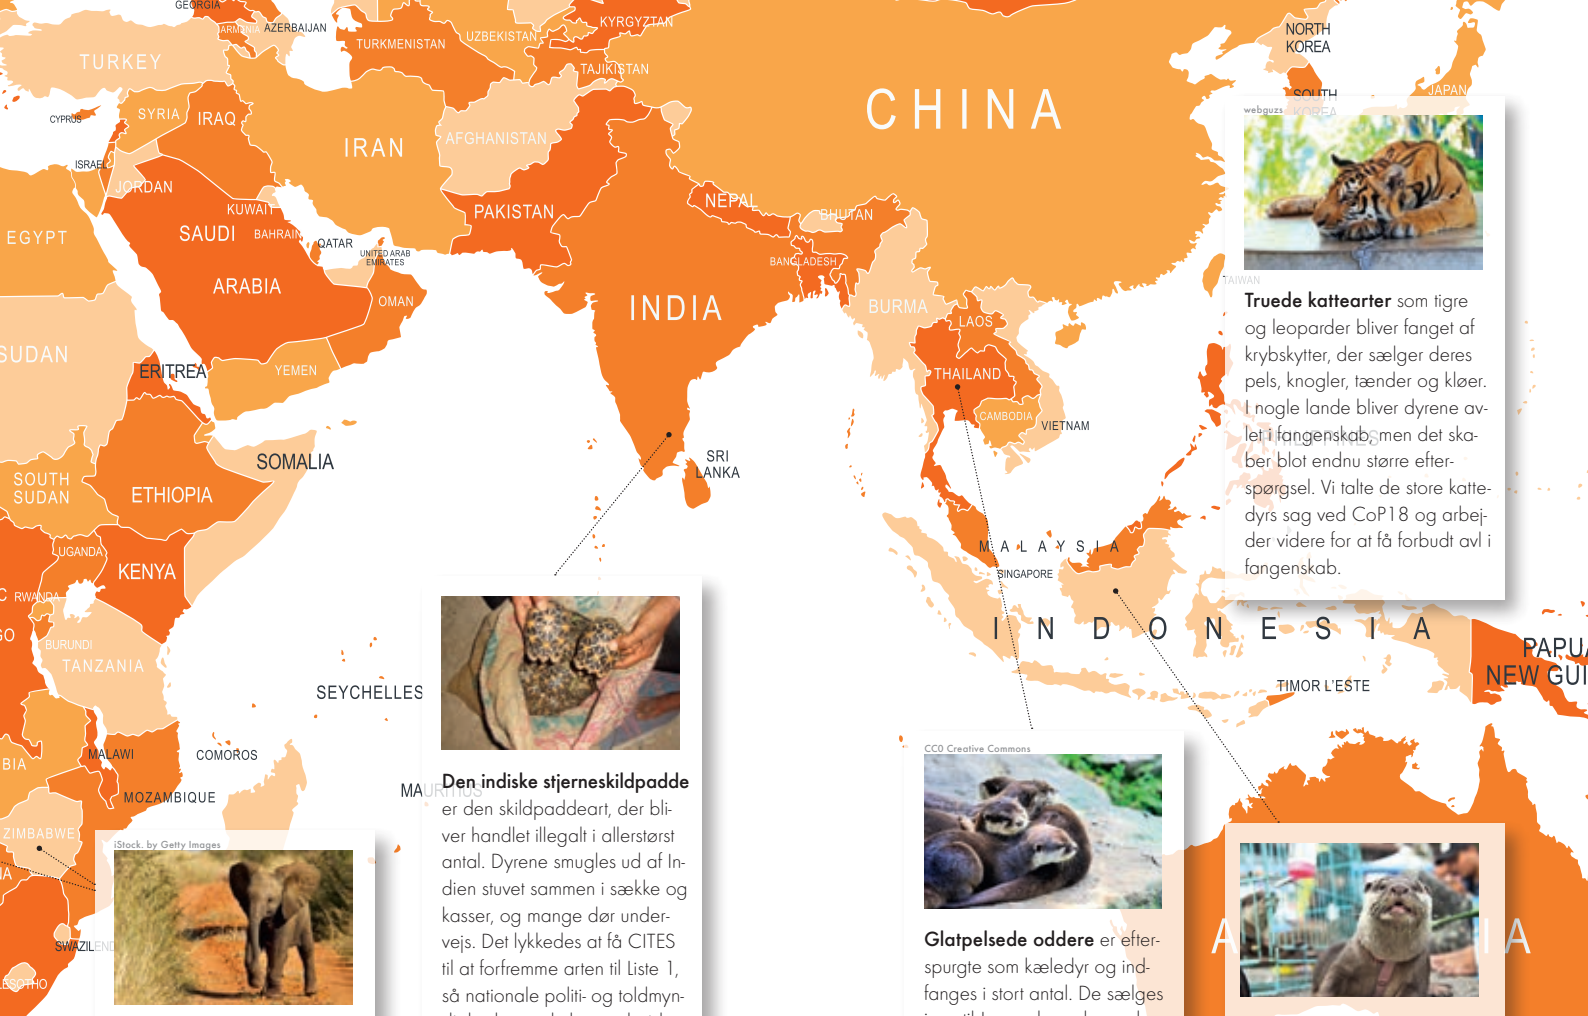 GEORGIA
ARMENIA
AZERBAIJAN
TURKEY
TURKMENISTAN
UZBEKISTAN
KYRGYZTAN
TAJIKISTAN
CHINA
NORTH
KOREA
SOUTH
KOREA
JAPAN
CYPRUS
SYRIA
IRAQ
IRAN
AFGHANISTAN
ISRAEL
JORDAN
KUWAIT
SAUDI
ARABIA
BAHRAIN
QATAR
UNITED ARAB
EMIRATES
OMAN
PAKISTAN
NEPAL
BHUTAN
BANGLADESH
INDIA
BURMA
LAOS
THAILAND
CAMBODIA
VIETNAM
TAIWAN
PHILIPPINES
EGYPT
SUDAN
ERITREA
YEMEN
SOMALIA
SRI
LANKA
SOUTH
SUDAN
ETHIOPIA
UGANDA
KENYA
RWANDA
BURUNDI
TANZANIA
SEYCHELLES
MALAYSIA
SINGAPORE
INDONESIA
TIMOR L'ESTE
PAPUA
NEW GUI
MALAWI
COMOROS
MOZAMBIQUE
MAURITIUS
BIA
ZIMBABWE
SWAZILEND
LESOTHO
webguzs
Truede kattearter som tigre
og leoparder bliver fanget af
krybskytter, der sælger deres
pels, knogler, tænder og kløer.
I nogle lande bliver dyrene av-
let i fangenskab, men det ska-
ber blot endnu større efter-
spørgsel. Vi talte de store katte-
dyrs sag ved CoP18 og arbej-
der videre for at få forbudt avl i
fangenskab.
iStock. by Getty Images
Den indiske stjerneskildpadde
er den skildpaddeart, der bli-
ver handlet illegalt i allerstørst
antal. Dyrene smugles ud af In-
dien stuvet sammen i sække og
kasser, og mange dør under-
vejs. Det lykkedes at få CITES
til at forfremme arten til Liste 1,
så nationale politi- og toldmyn-
CC0 Creative Commons
Glatpelsede oddere er efter-
spurgte som kæledyr og ind-
fanges i stort antal. De sælges